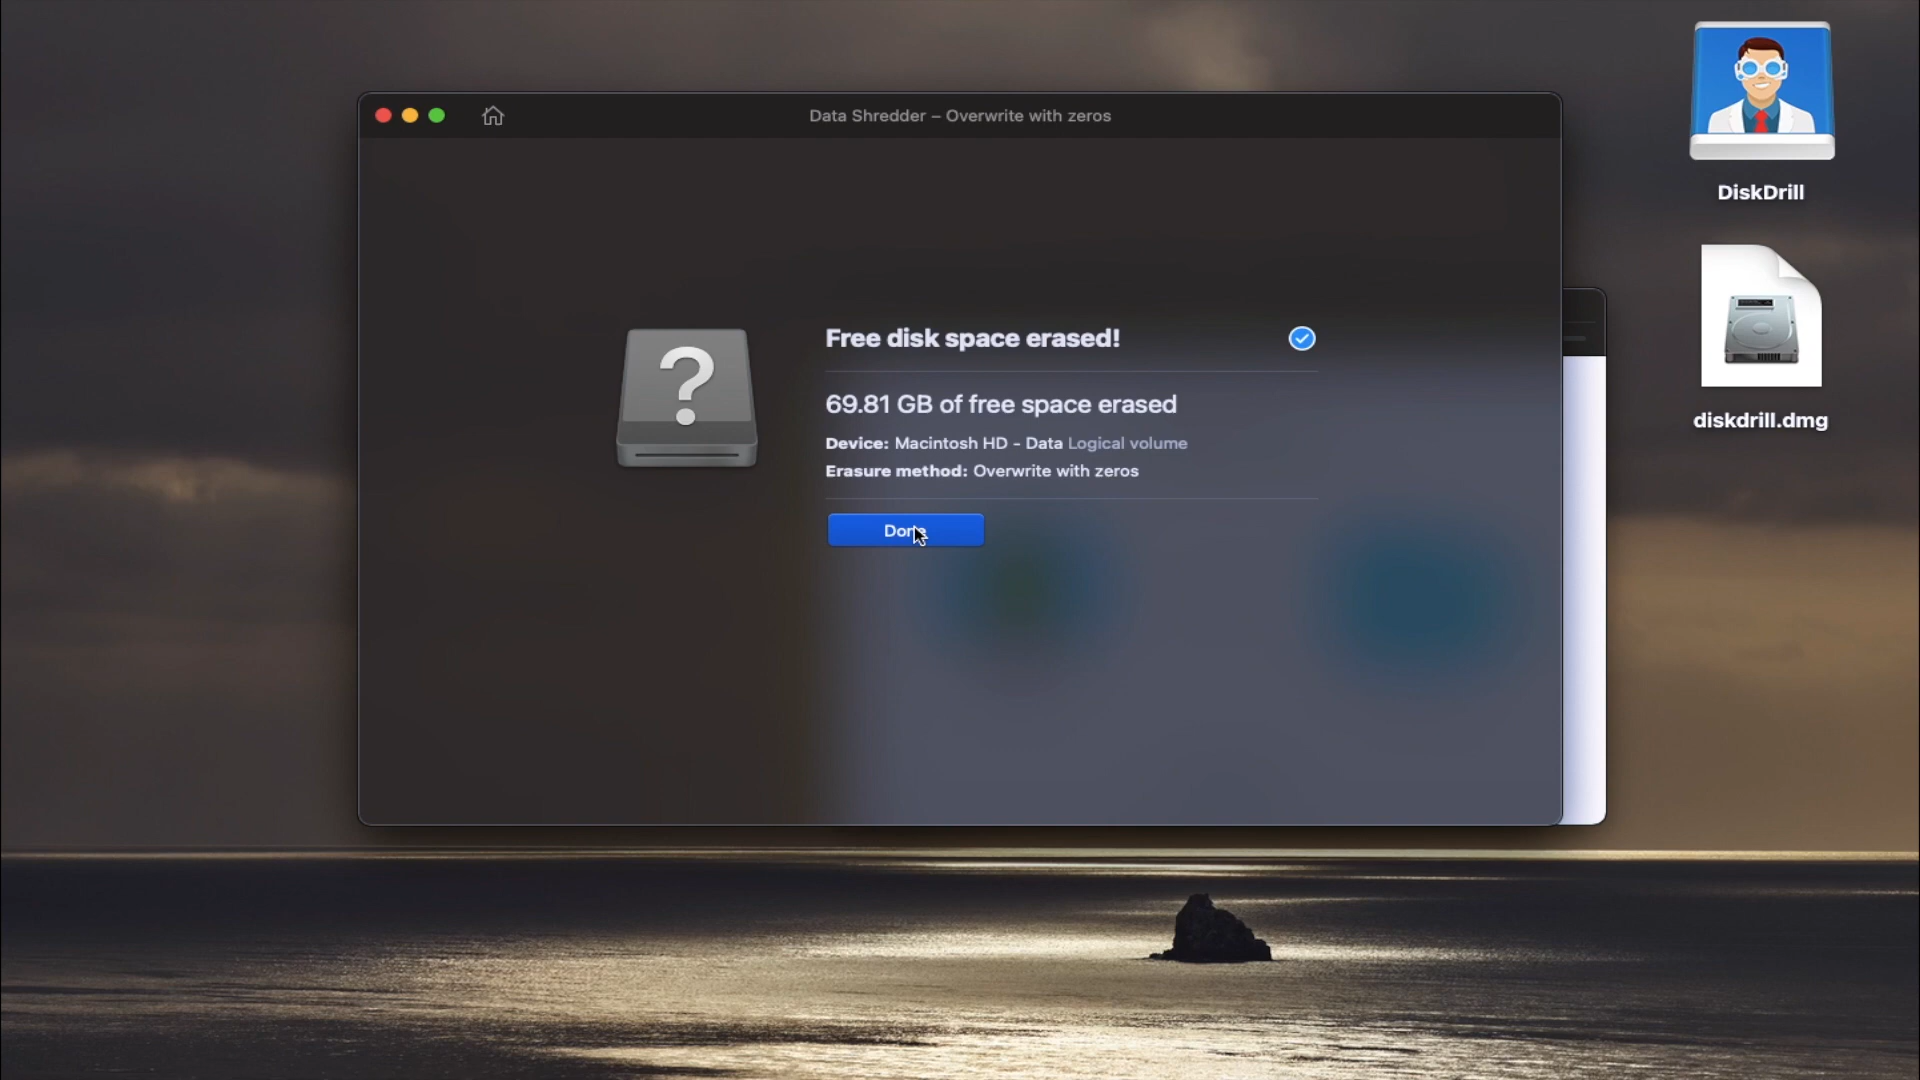 Data Shredder – Overwrite with zeros
DiskDrill
diskdrill.dmg
?
Free disk space erased!
69.81 GB of free space erased
Device: Macintosh HD - Data Logical volume
Erasure method: Overwrite with zeros
Done